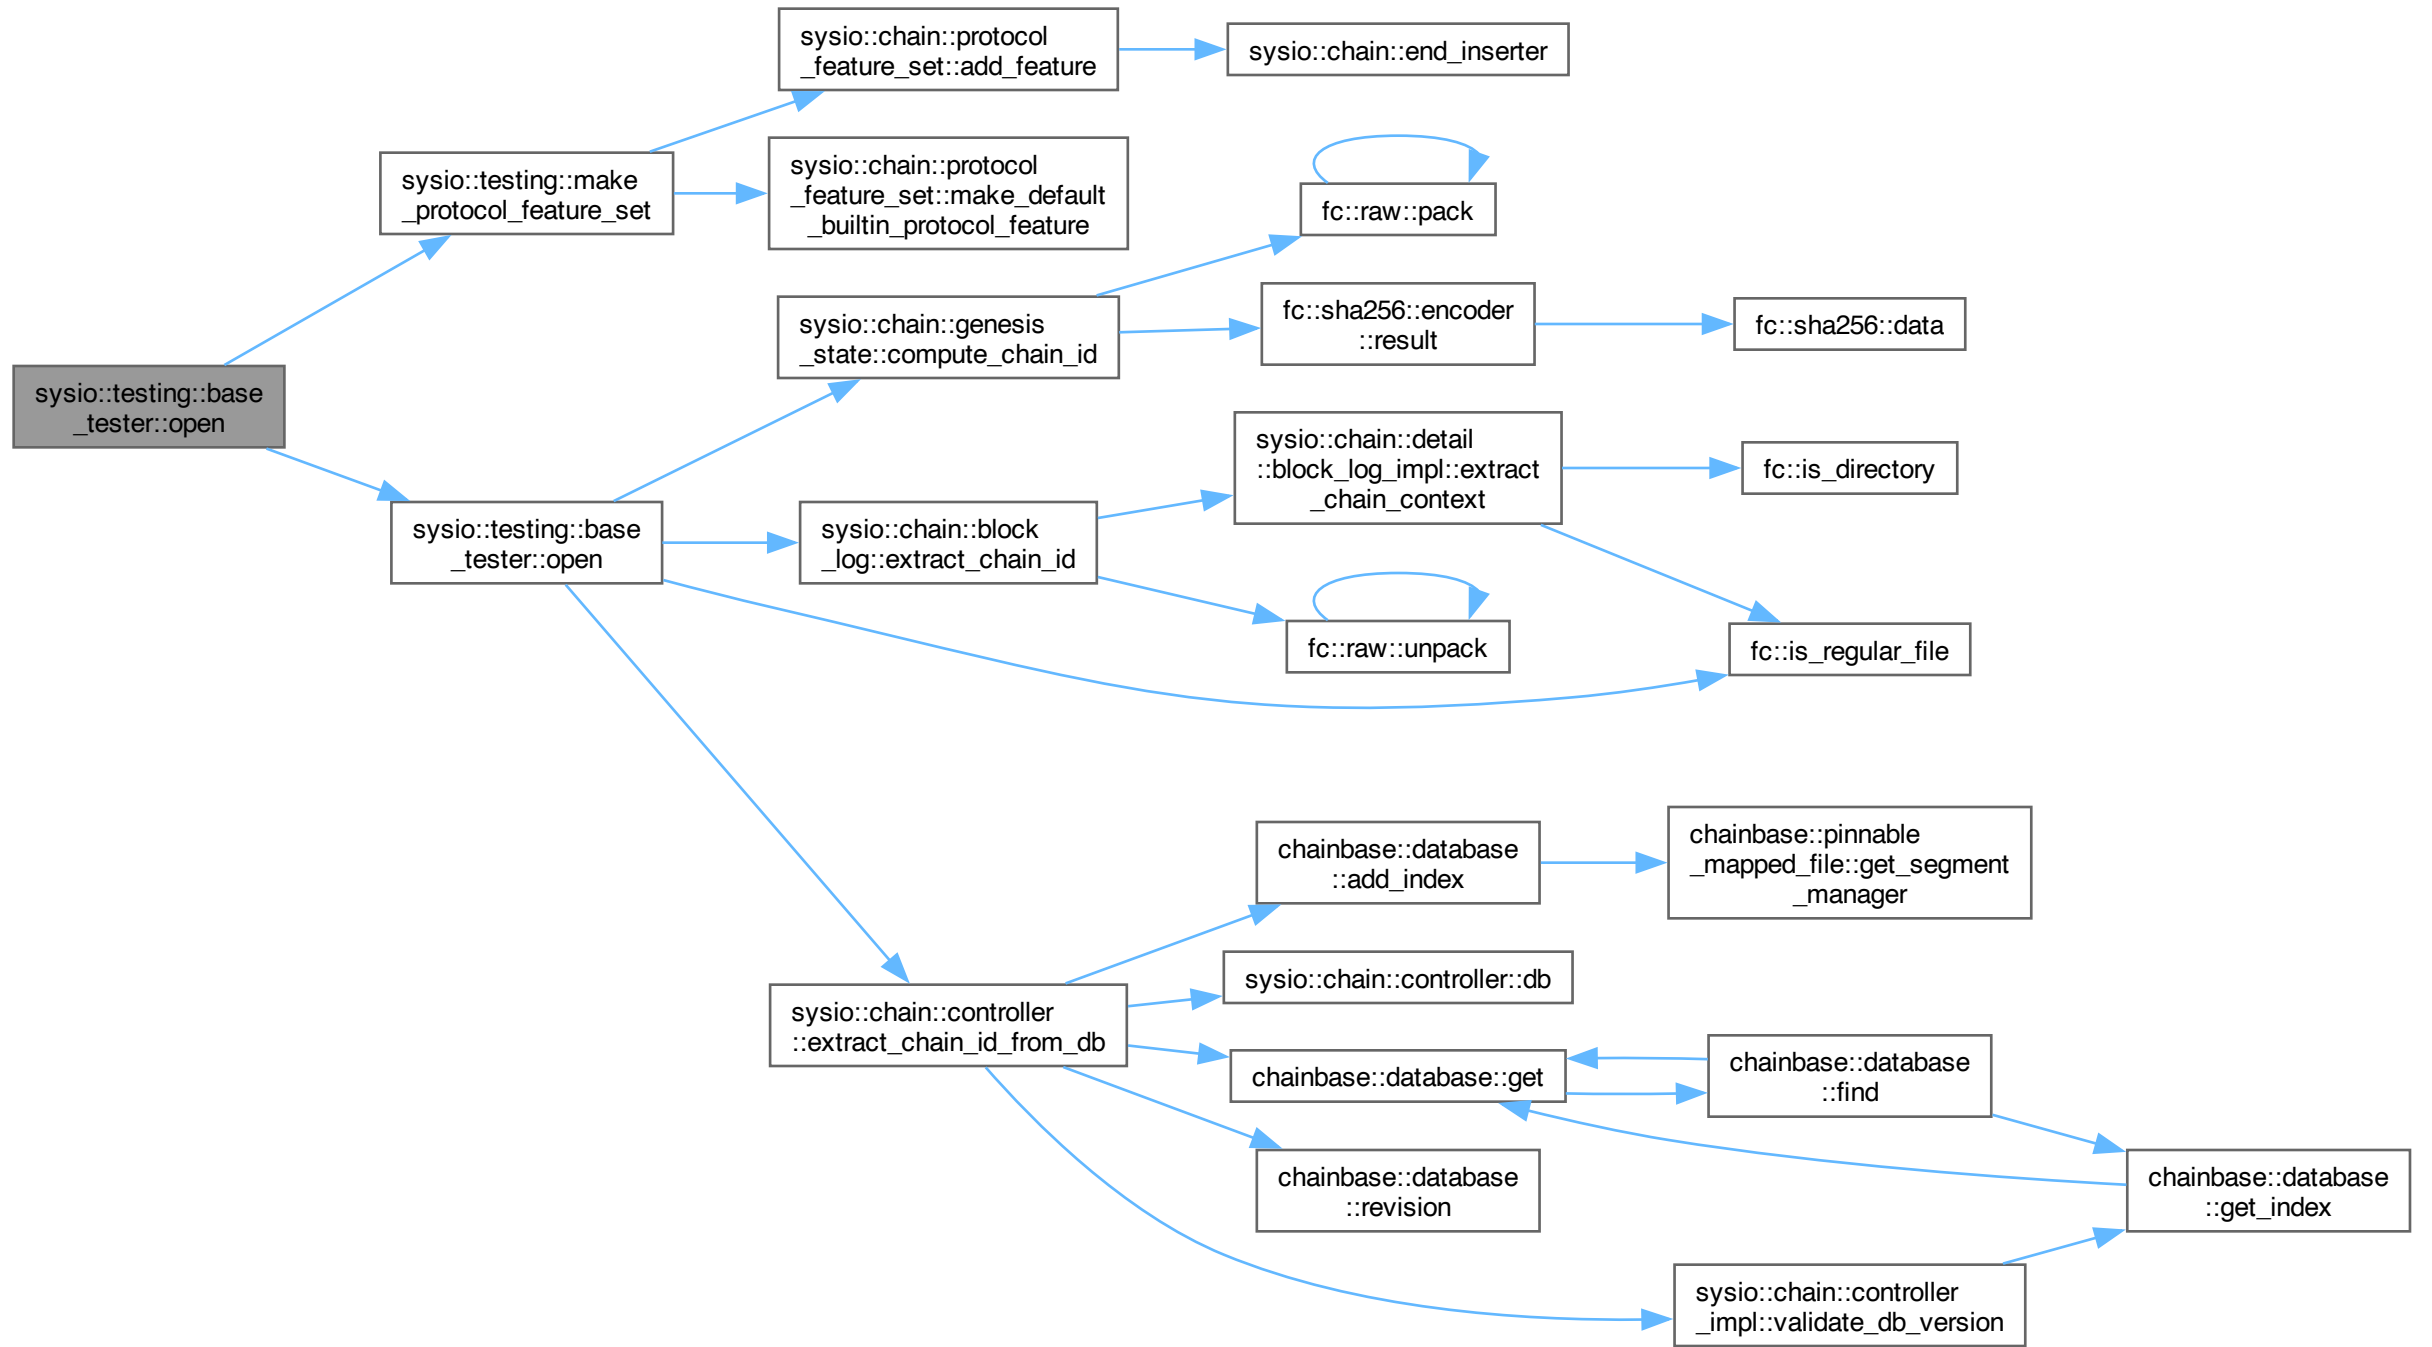 sysio::chain::protocol
_feature_set::add_feature
sysio::chain::end_inserter
sysio::chain::protocol
_feature_set::make_default
_builtin_protocol_feature
sysio::testing::make
_protocol_feature_set
fc::raw::pack
sysio::chain::genesis
_state::compute_chain_id
fc::sha256::encoder
::result
fc::sha256::data
sysio::testing::base
_tester::open
sysio::chain::detail
::block_log_impl::extract
_chain_context
fc::is_directory
sysio::testing::base
_tester::open
sysio::chain::block
_log::extract_chain_id
fc::raw::unpack
fc::is_regular_file
chainbase::database
::add_index
chainbase::pinnable
_mapped_file::get_segment
_manager
sysio::chain::controller::db
sysio::chain::controller
::extract_chain_id_from_db
chainbase::database::get
chainbase::database
::find
chainbase::database
::revision
chainbase::database
::get_index
sysio::chain::controller
_impl::validate_db_version